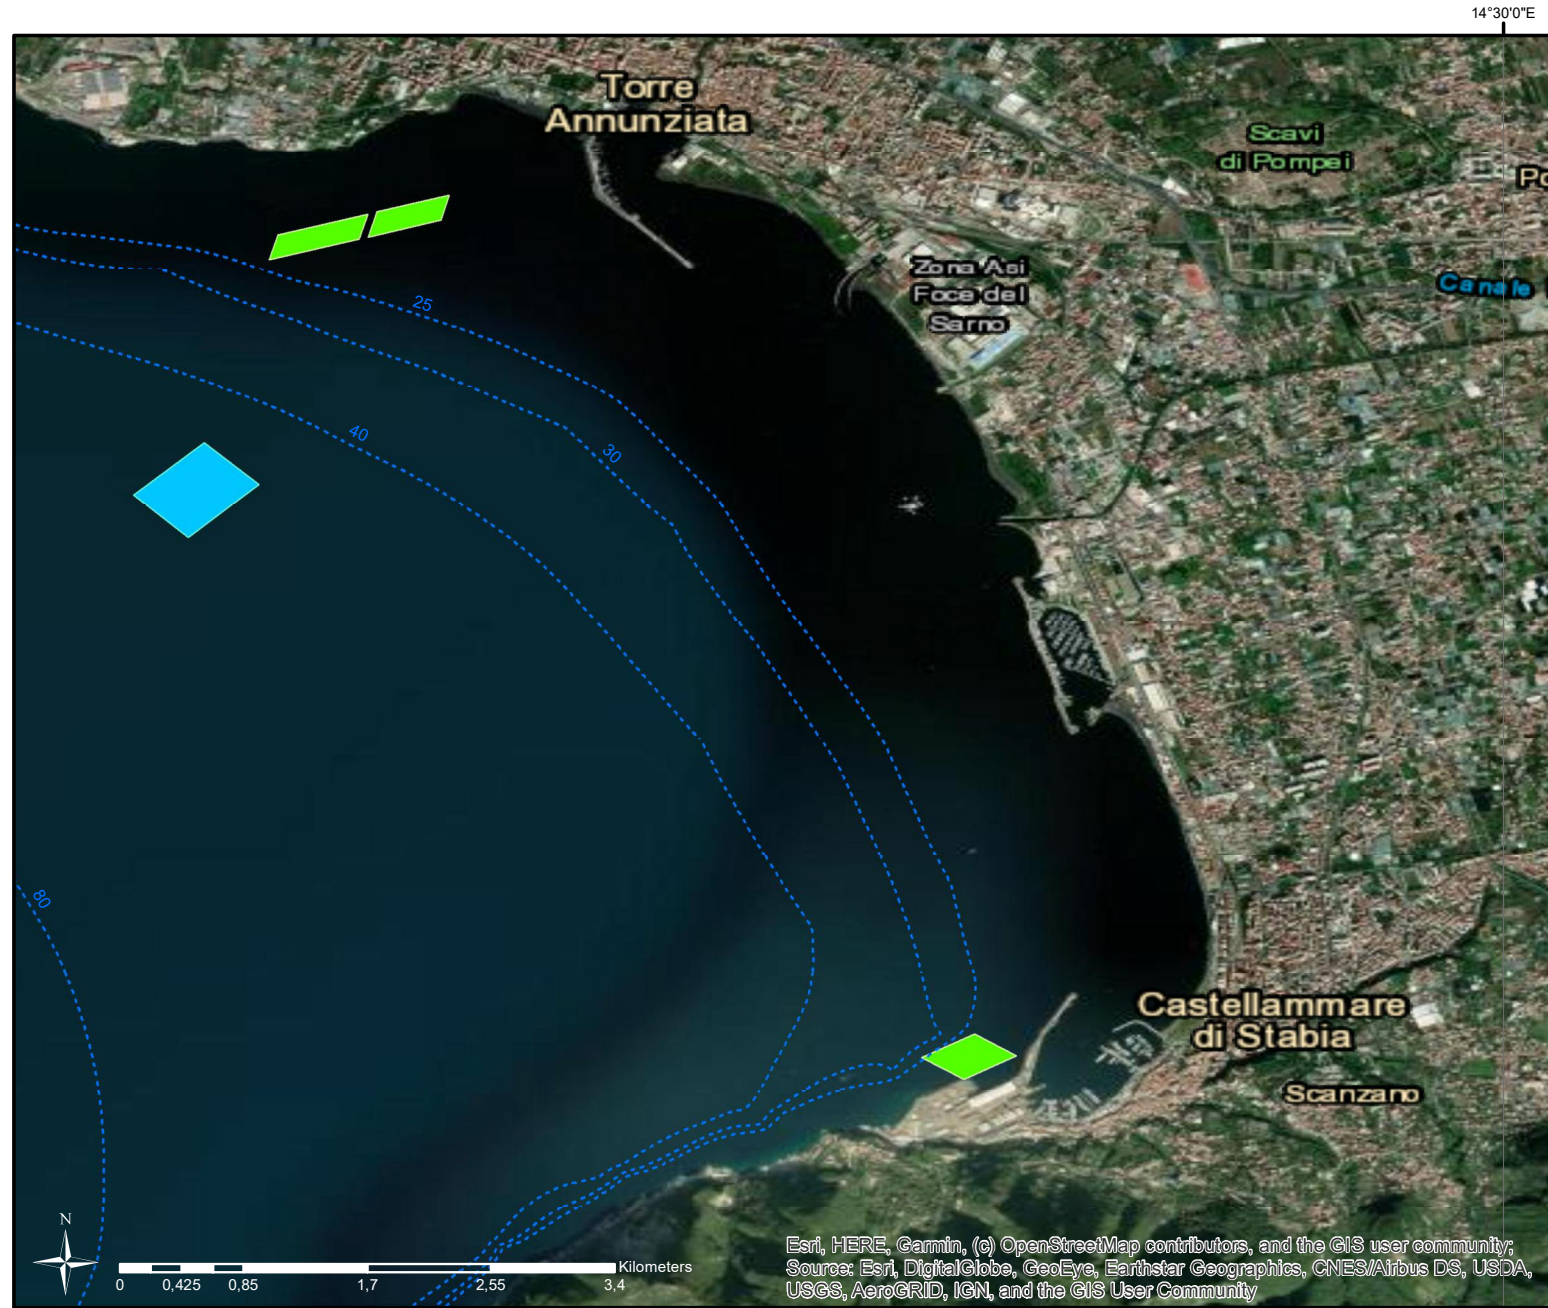 14°30'0"E
Torre
Annunziata
Scavi
di Pompei
Zona Asi
Foce del
Sarno
Canale
25
40
30
80
Castellammare
di Stabia
Scanzano
N
Kilometers
0 0,425 0,85 1,7 2,55 3,4
Esri, HERE, Garmin, (c) OpenStreetMap contributors, and the GIS user community;
Source: Esri, DigitalGlobe, GeoEye, Earthstar Geographics, CNES/Airbus DS, USDA,
USGS, AeroGRID, IGN, and the GIS User Community